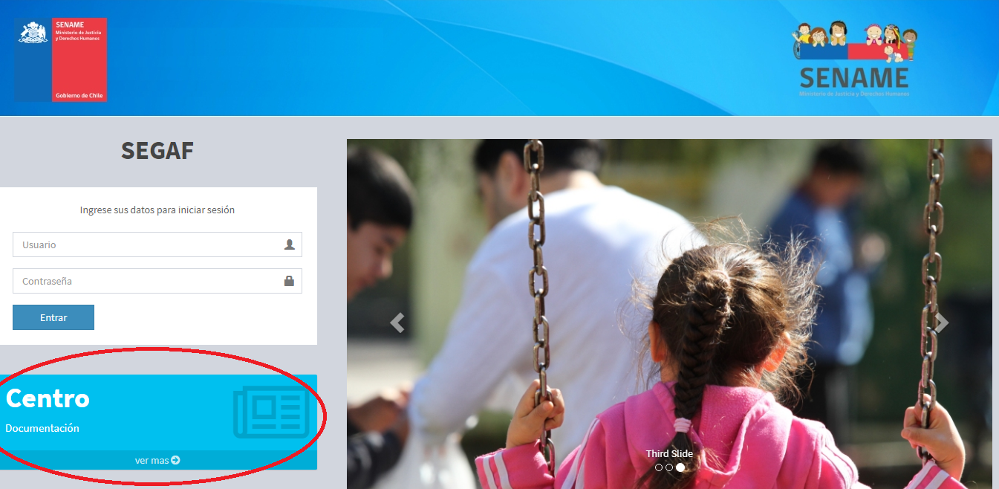 SENAME
Ministerio de Justicia
y Derechos Humanos
Gobierno de Chile
SENAME
Ministerio de Justicia y Derechos Humanos
SEGAF
Ingrese sus datos para iniciar sesión
Usuario
Contraseña
Entrar
Centro
Documentación
ver mas
Third Slide